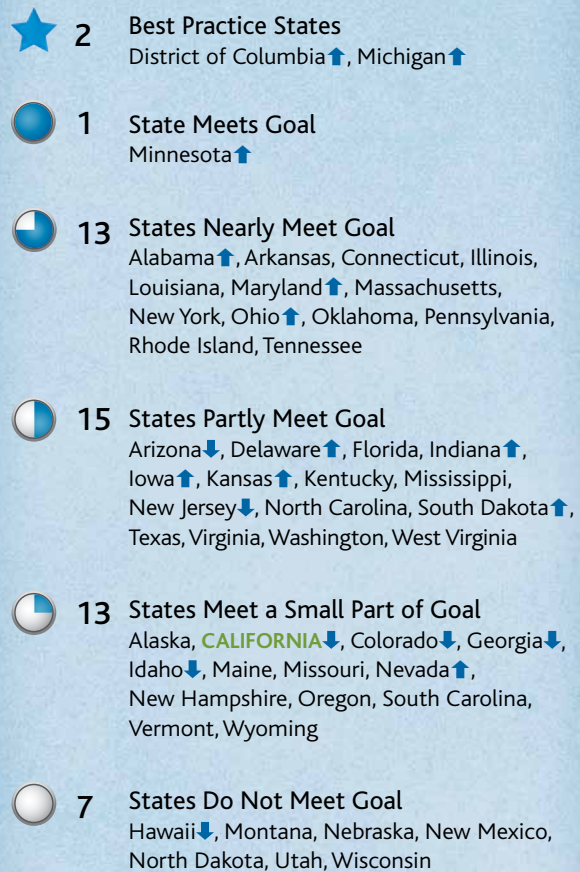 2 Best Practice States
District of Columbia⬆, Michigan⬆
1 State Meets Goal
Minnesota⬆
13 States Nearly Meet Goal
Alabama⬆, Arkansas, Connecticut, Illinois,
Louisiana, Maryland⬆, Massachusetts,
New York, Ohio⬆, Oklahoma, Pennsylvania,
Rhode Island, Tennessee
15 States Partly Meet Goal
Arizona⬇, Delaware⬆, Florida, Indiana⬆,
Iowa⬆, Kansas⬆, Kentucky, Mississippi,
New Jersey⬇, North Carolina, South Dakota⬆,
Texas, Virginia, Washington, West Virginia
13 States Meet a Small Part of Goal
Alaska, CALIFORNIA⬇, Colorado⬇, Georgia⬇,
Idaho⬇, Maine, Missouri, Nevada⬆,
New Hampshire, Oregon, South Carolina,
Vermont, Wyoming
7 States Do Not Meet Goal
Hawaii⬇, Montana, Nebraska, New Mexico,
North Dakota, Utah, Wisconsin